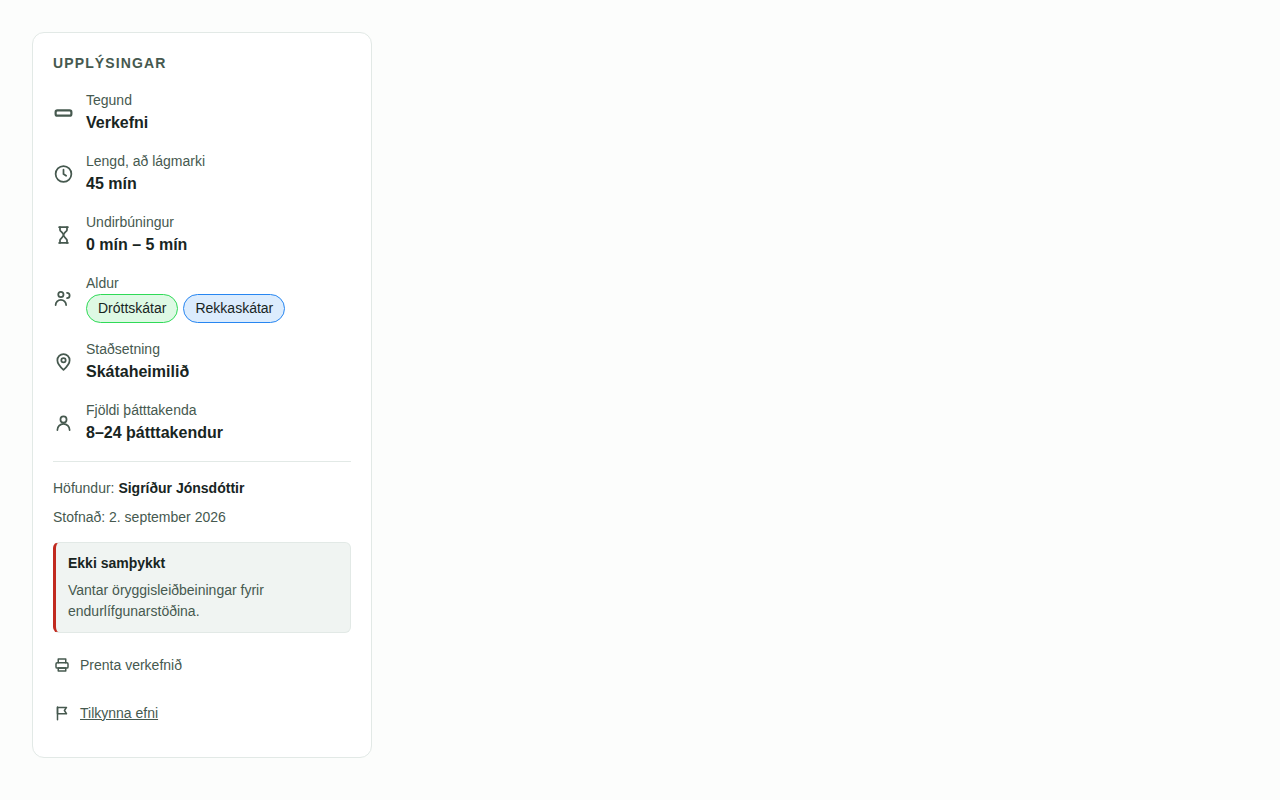 UPPLÝSINGAR
Tegund
Verkefni
Lengd, að lágmarki
45 mín
Undirbúningur
0 mín – 5 mín
Aldur
Dróttskátar Rekkaskátar
Staðsetning
Skátaheimilið
Fjöldi þátttakenda
8–24 þátttakendur
Höfundur: Sigríður Jónsdóttir
Stofnað: 2. september 2026
Ekki samþykkt
Vantar öryggisleiðbeiningar fyrir
endurlífgunarstöðina.
Prenta verkefnið
Tilkynna efni